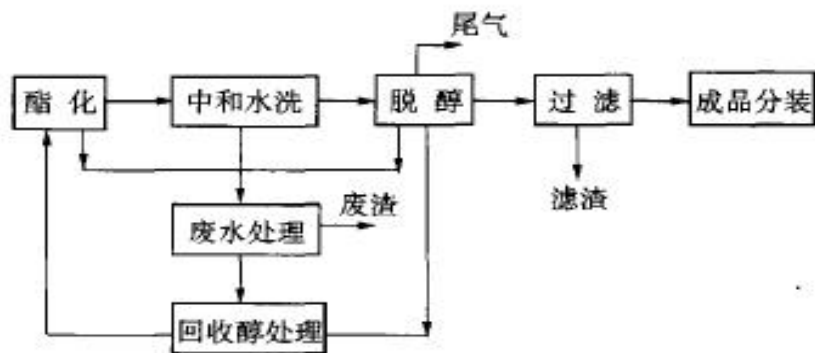 尾气
酯化
中和水洗
脱醇
过滤
成品分装
滤渣
废渣
废水处理
回收醇处理